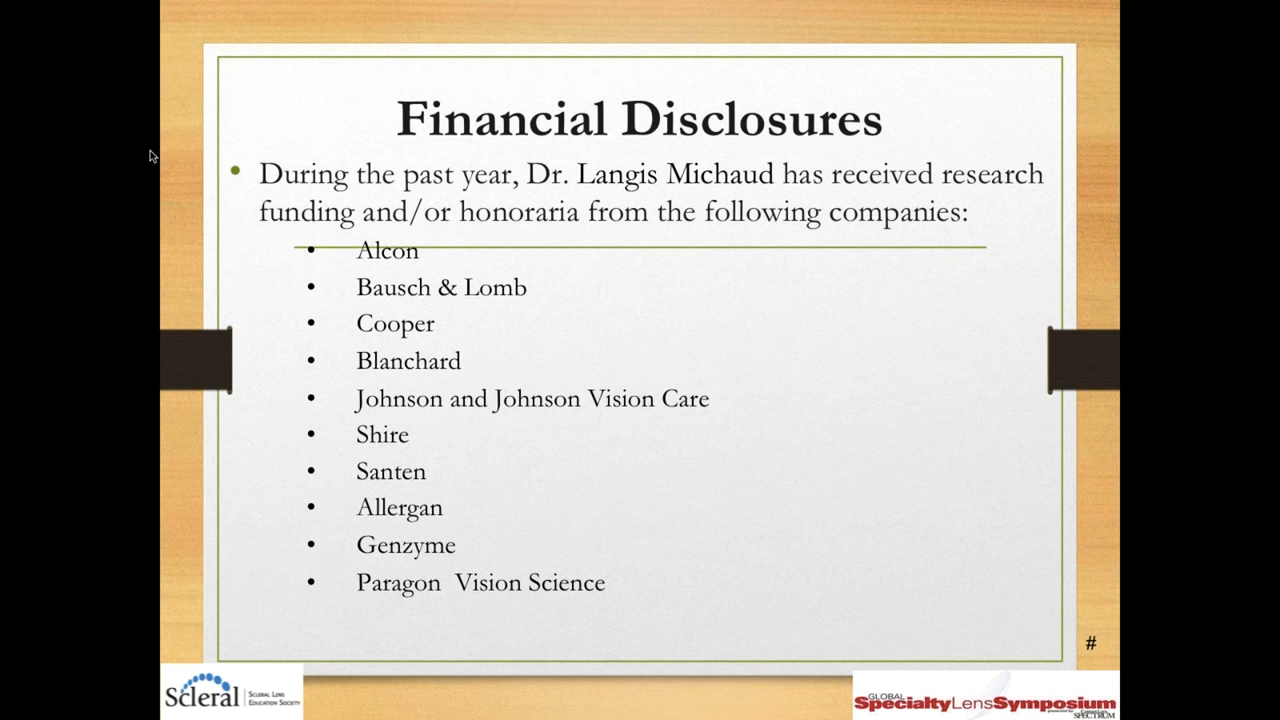 Financial Disclosures
• During the past year, Dr. Langis Michaud has received research
funding and/or honoraria from the following companies:
• Alcon
• Bausch & Lomb
• Cooper
• Blanchard
• Johnson and Johnson Vision Care
• Shire
• Santen
• Allergan
• Genzyme
• Paragon  Vision Science
#
Scleral
SCLERAL LENS
EDUCATION SOCIETY
GLOBAL
SpecialtyLensSymposium
SPECTRUM